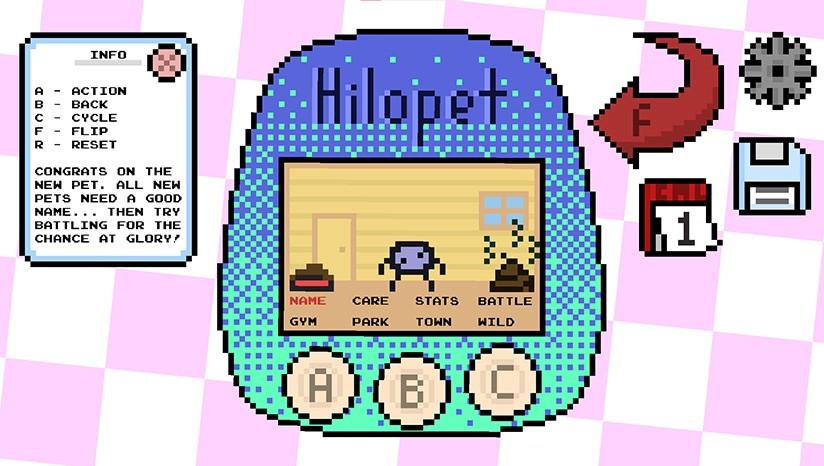 INFO
A - ACTION
B - BACK
C - CYCLE
F - FLIP
R - RESET
CONGRATS ON THE
NEW PET. ALL NEW
PETS NEED A GOOD
NAME... THEN TRY
BATTLING FOR THE
CHANCE AT GLORY!
Hilopet
NAME CARE STATS BATTLE
GYM PARK TOWN WILD
A B C
F
1